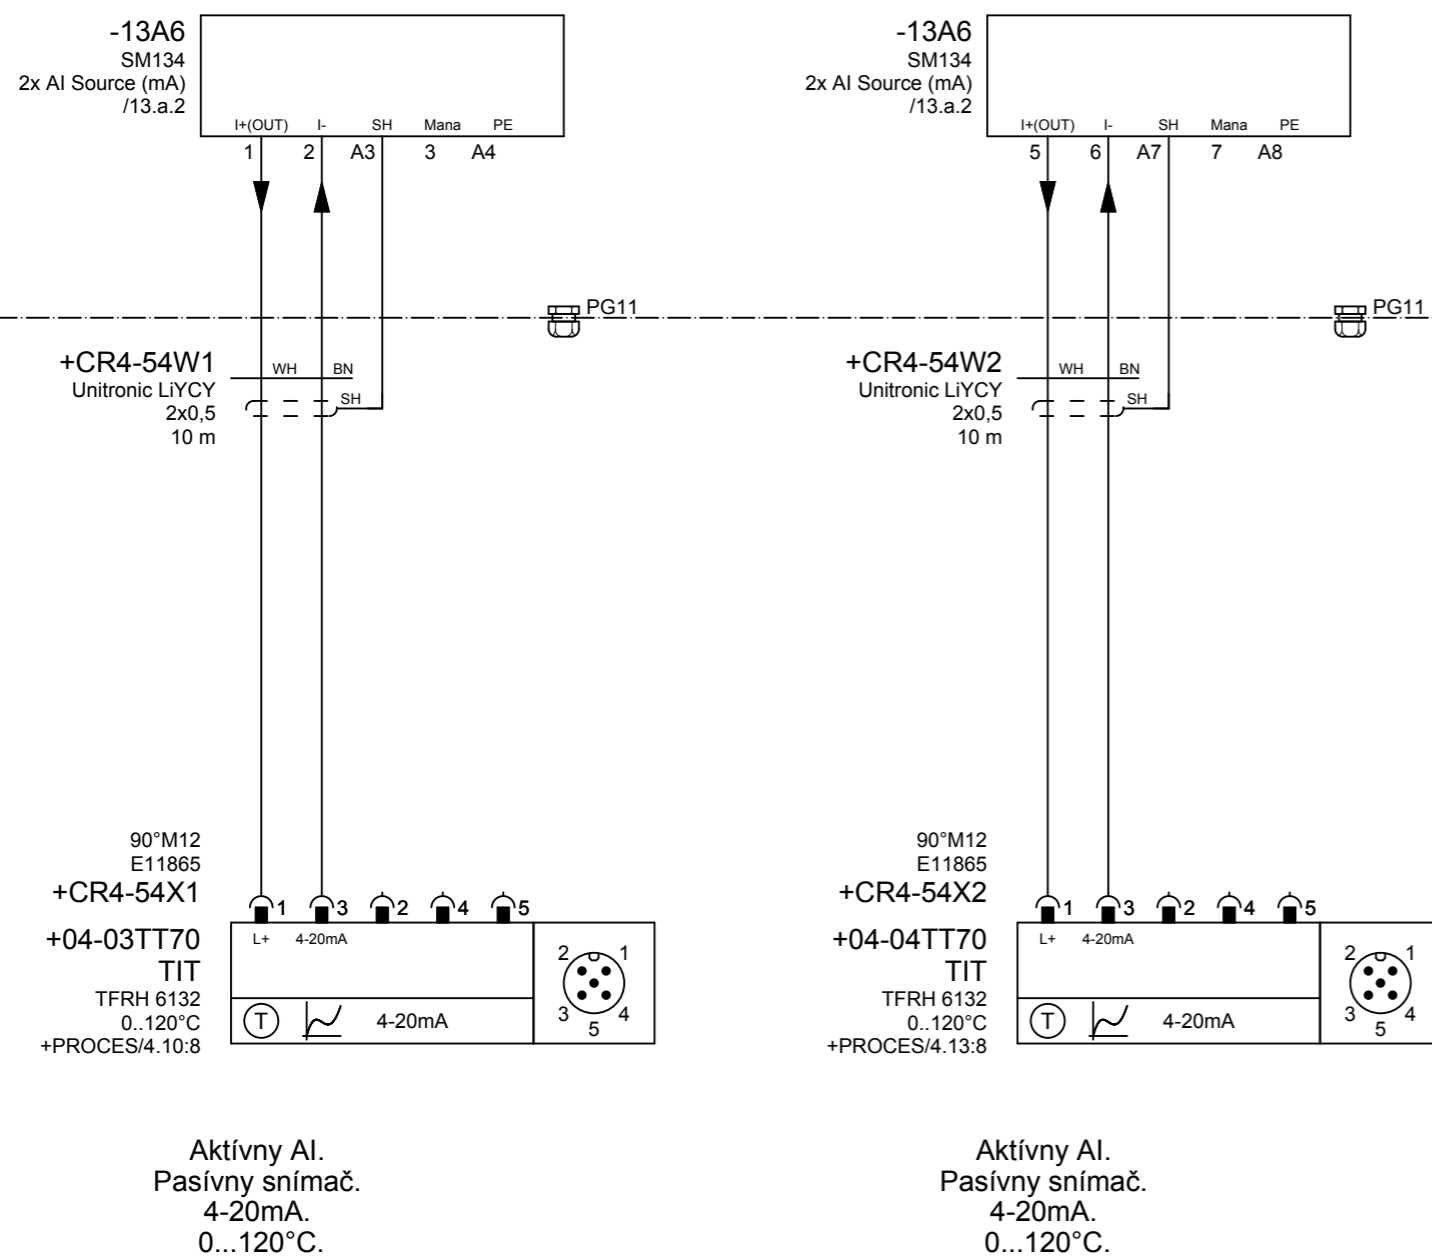 -13A6
SM134
2x AI Source (mA)
/13.a.2
I+(OUT) I- SH Mana PE
1 2 A3 3 A4
PG11
+CR4-54W1
Unitronic LiYCY
2x0,5
10 m
WH BN
SH
90°M12
E11865
+CR4-54X1
1 3 2 4 5
+04-03TT70
TIT
TFRH 6132
0..120°C
+PROCES/4.10:8
L+ 4-20mA
T 4-20mA
2 1
3 4
5
Aktívny AI.
Pasívny snímač.
4-20mA.
0...120°C.
-13A6
SM134
2x AI Source (mA)
/13.a.2
I+(OUT) I- SH Mana PE
5 6 A7 7 A8
PG11
+CR4-54W2
Unitronic LiYCY
2x0,5
10 m
WH BN
SH
90°M12
E11865
+CR4-54X2
1 3 2 4 5
+04-04TT70
TIT
TFRH 6132
0..120°C
+PROCES/4.13:8
L+ 4-20mA
T 4-20mA
2 1
3 4
5
Aktívny AI.
Pasívny snímač.
4-20mA.
0...120°C.